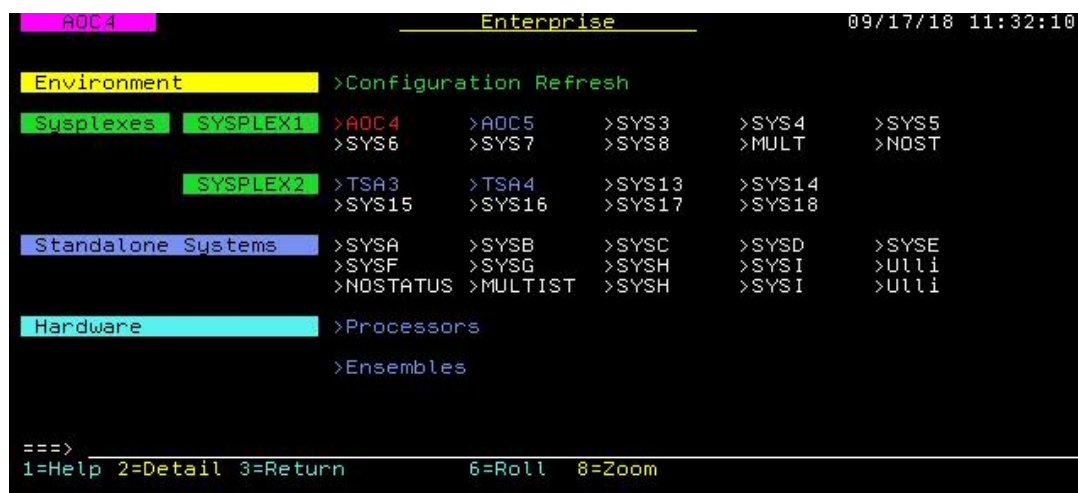 AOC4 Enterprise 09/17/18 11:32:10
Environment >Configuration Refresh
Sysplexes SYSPLEX1 >AOC4 >AOC5 >SYS3 >SYS4 >SYS5
>SYS6 >SYS7 >SYS8 >MULT >NOST
SYSPLEX2 >TSA3 >TSA4 >SYS13 >SYS14
>SYS15 >SYS16 >SYS17 >SYS18
Standalone Systems >SYSA >SYSB >SYSC >SYSD >SYSE
>SYSF >SYSG >SYSH >SYSI >Ulli
>NOSTATUS >MULTIST >SYSH >SYSI >Ulli
Hardware >Processors
>Ensembles
===>
1=Help 2=Detail 3=Return 6=Roll 8=Zoom